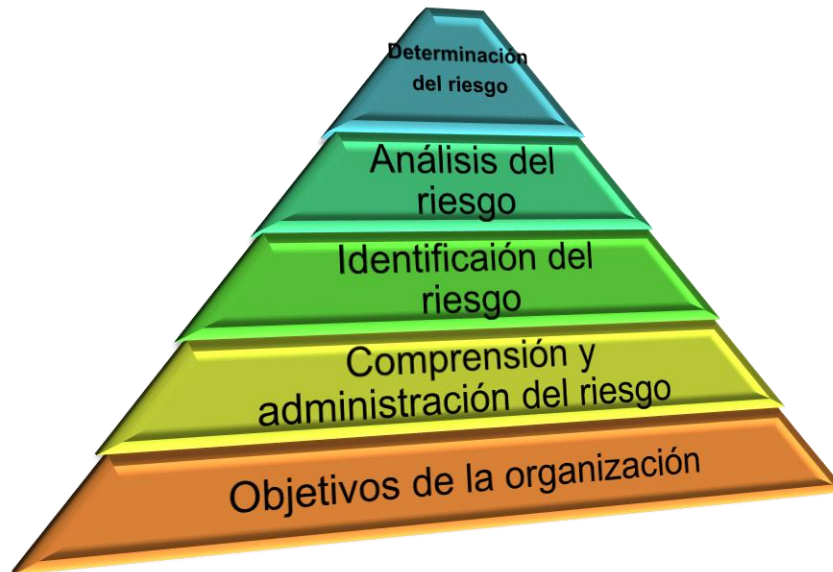 Determinación
del riesgo
Análisis del
riesgo
Identificaión del
riesgo
Comprensión y
administración del riesgo
Objetivos de la organización